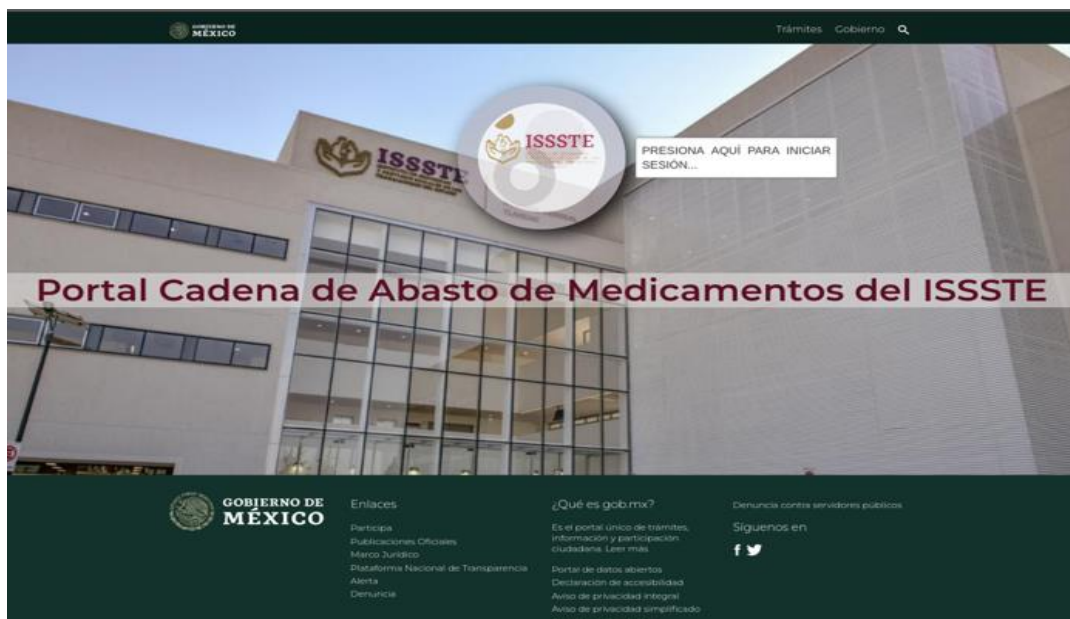 GOBIERNO DE
MÉXICO
Trámites Gobierno
ISSSTE
ISSSTE
PRESIONA AQUÍ PARA INICIAR
SESIÓN...
Portal Cadena de Abasto de Medicamentos del ISSSTE
GOBIERNO DE
MÉXICO
Enlaces
Participa
Publicaciones Oficiales
Marco Jurídico
Plataforma Nacional de Transparencia
Alerta
Denuncia
¿Qué es gob.mx?
Es el portal único de trámites,
información y participación
ciudadana. Leer más
Portal de datos abiertos
Declaración de accesibilidad
Aviso de privacidad integral
Aviso de privacidad simplificado
Denuncia contra servidores públicos
Síguenos en